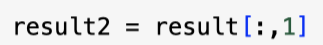 result2 = result[:,1]